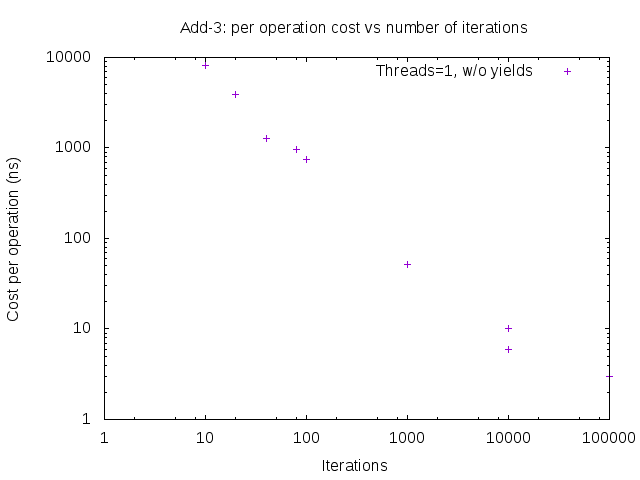 Add-3: per operation cost vs number of iterations
Threads=1, w/o yields
Cost per operation (ns)
10000
1000
100
10
1
1 10 100 1000 10000 100000
Iterations